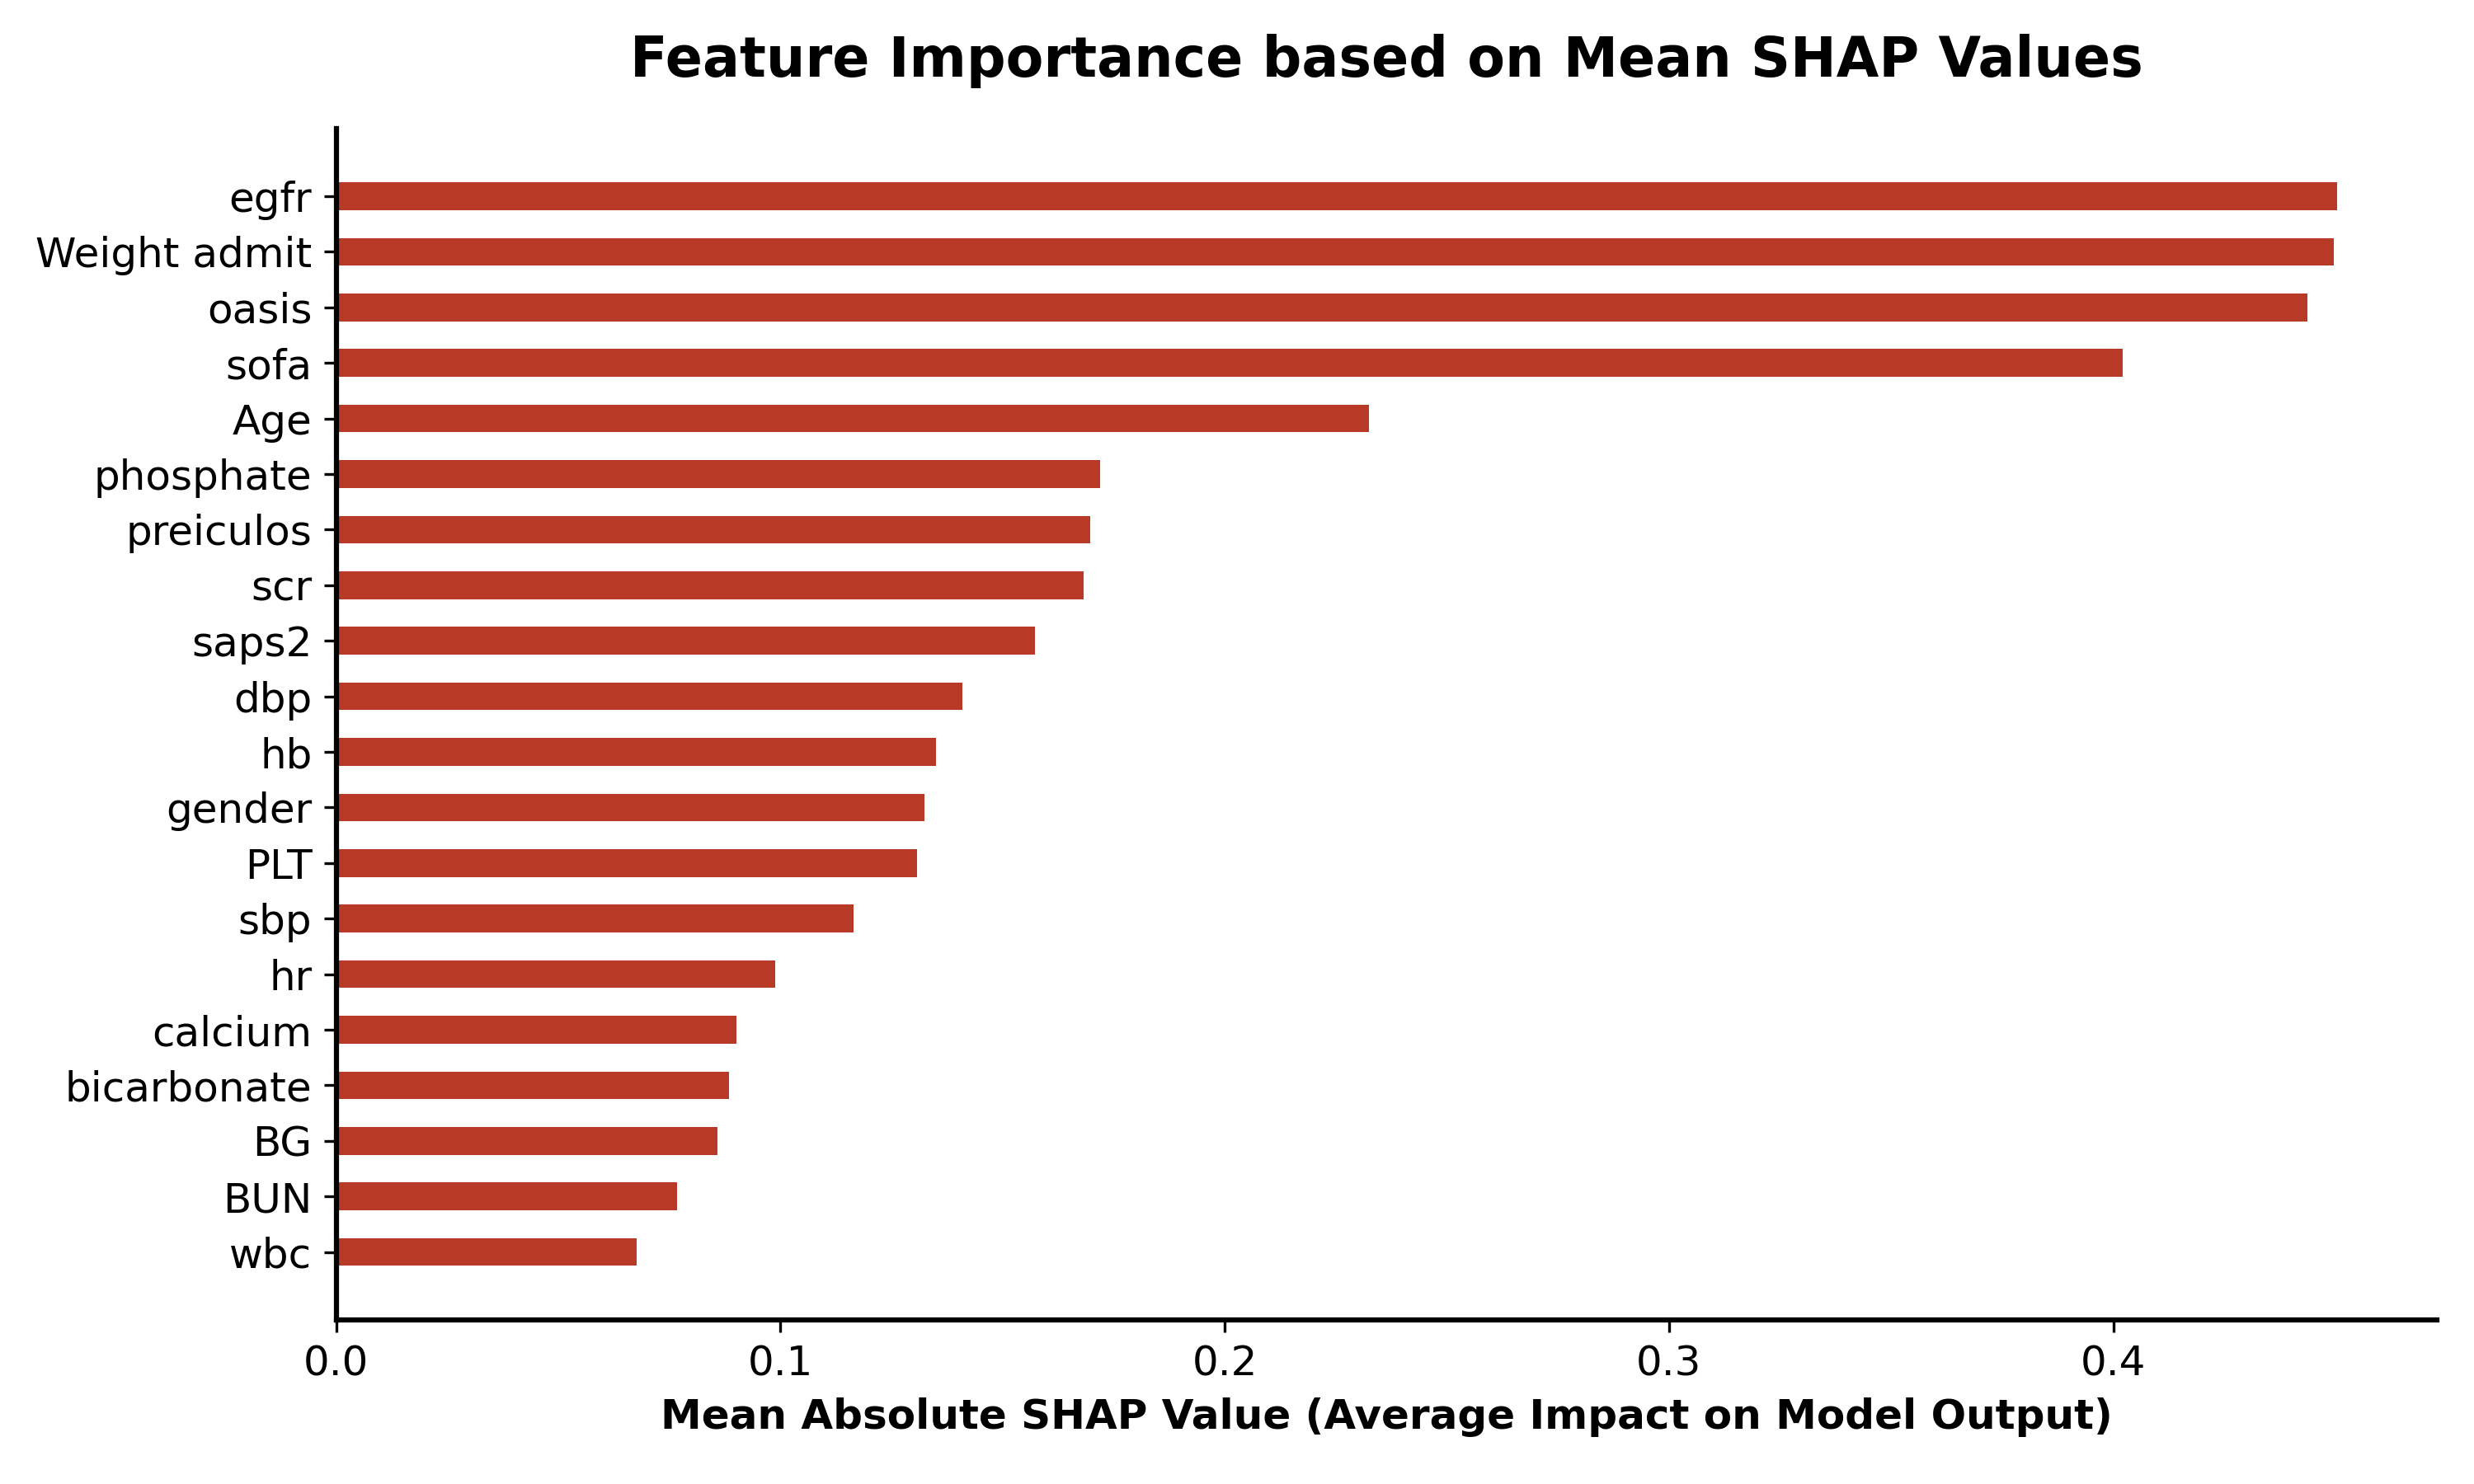 Feature Importance based on Mean SHAP Values
egfr
Weight admit
oasis
sofa
Age
phosphate
preiculos
scr
saps2
dbp
hb
gender
PLT
sbp
hr
calcium
bicarbonate
BG
BUN
wbc
0.0 0.1 0.2 0.3 0.4
Mean Absolute SHAP Value (Average Impact on Model Output)